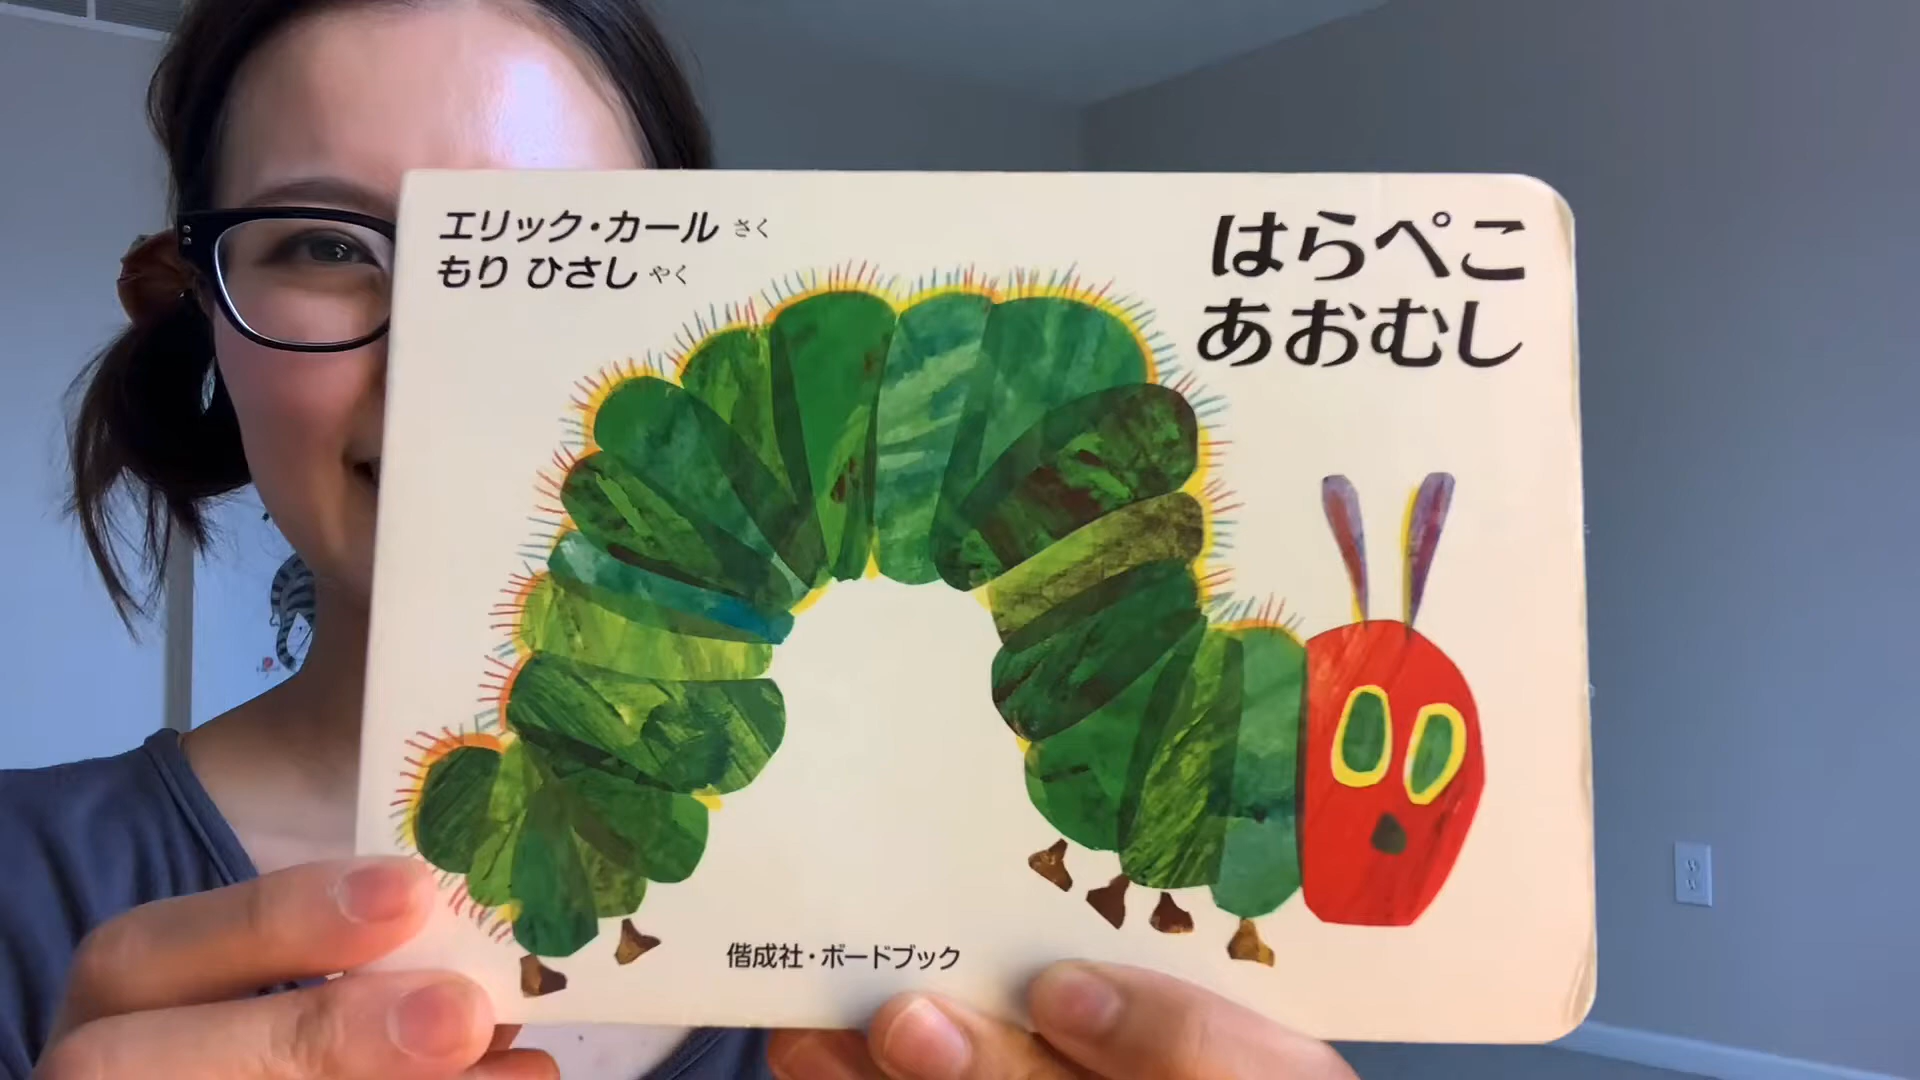 エリック・カール さく
もり ひさし やく
はらぺこ
あおむし
偕成社・ボードブック